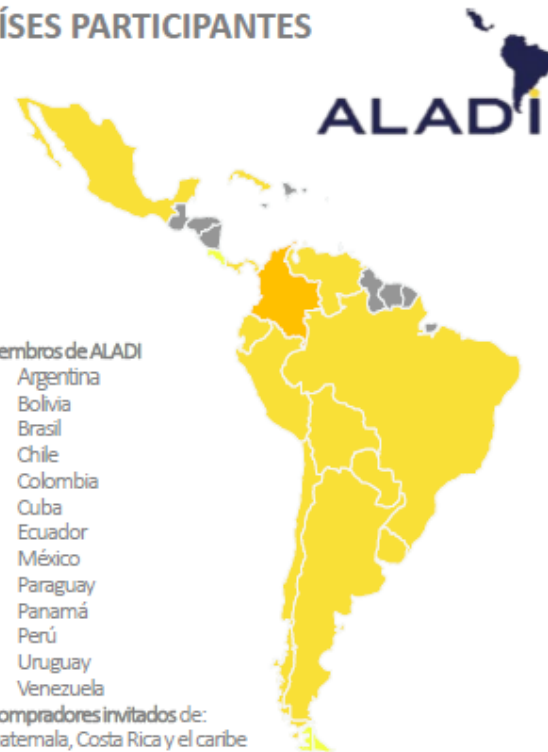 ÍSES PARTICIPANTES
ALADI
embros de ALADI
Argentina
Bolivia
Brasil
Chile
Colombia
Cuba
Ecuador
México
Paraguay
Panamá
Perú
Uruguay
Venezuela
ompradores invitados de:
atemala, Costa Rica y el caribe